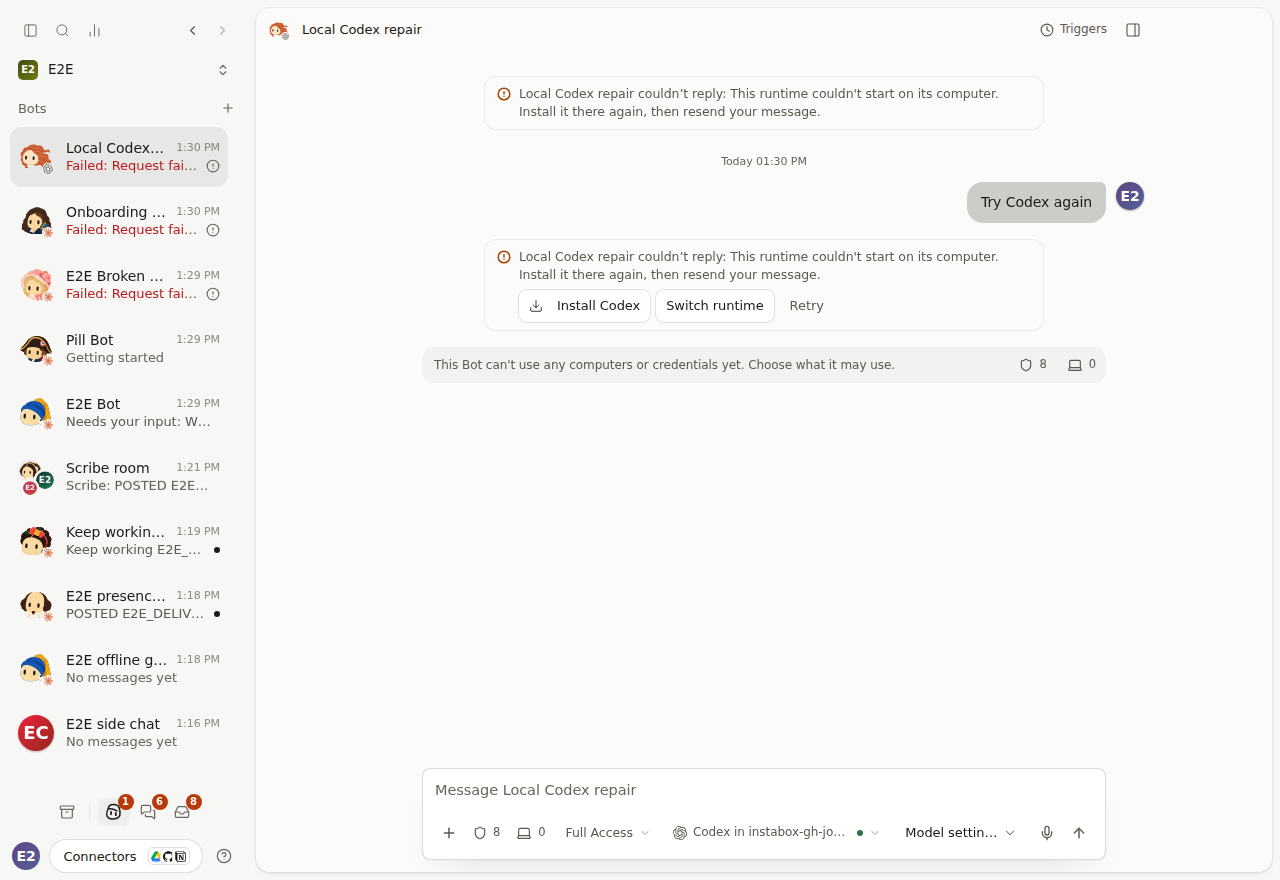 E2 E2E
Bots
Local Codex... 1:30 PM
Failed: Request fai...
Onboarding ... 1:30 PM
Failed: Request fai...
E2E Broken ... 1:29 PM
Failed: Request fai...
Pill Bot 1:29 PM
Getting started
E2E Bot 1:29 PM
Needs your input: W...
Scribe room 1:21 PM
E2 E2
Scribe: POSTED E2E...
Keep workin... 1:19 PM
Keep working E2E_...
E2E presenc... 1:18 PM
POSTED E2E_DELIV...
E2E offline g... 1:18 PM
No messages yet
EC
E2E side chat 1:16 PM
No messages yet
1 6 8
E2 Connectors
Local Codex repair
Triggers
Local Codex repair couldn’t reply: This runtime couldn't start on its computer.
Install it there again, then resend your message.
Today 01:30 PM
Try Codex again E2
Local Codex repair couldn’t reply: This runtime couldn't start on its computer.
Install it there again, then resend your message.
Install Codex Switch runtime Retry
This Bot can't use any computers or credentials yet. Choose what it may use. 8 0
Message Local Codex repair
8 0 Full Access Codex in instabox-gh-jo... Model settin...